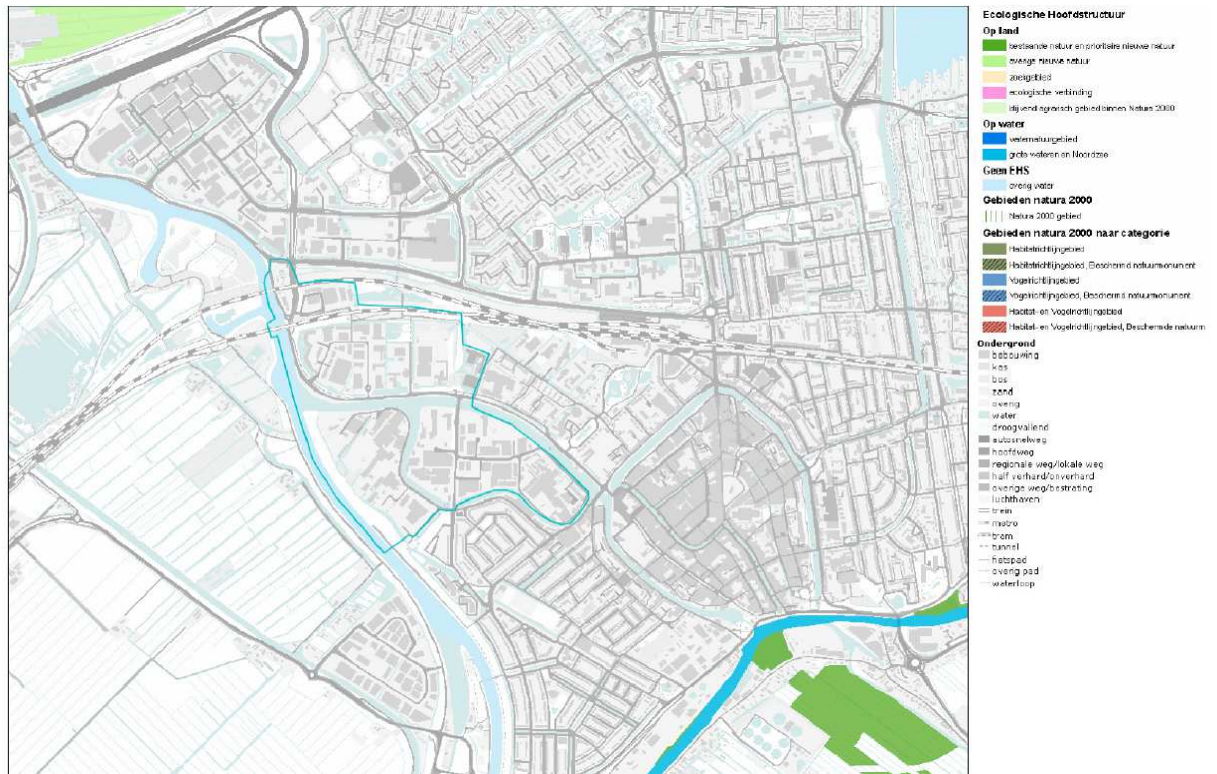 Ecologische Hoofdstructuur
Op land
bestaande natuur en prioritaire nieuwe natuur
overige nieuwe natuur
zoekgebied
ecologische verbinding
blijvend agrarisch gebied binnen Natura 2000
Op water
waternatuurgebied
grote wateren en Noordzee
Geen EHS
overig water
Gebieden natura 2000
Natura 2000 gebied
Gebieden natura 2000 naar categorie
Habitatrichtlijngebied
Habitatrichtlijngebied, Beschermd natuurmonument
Vogelrichtlijngebied
Vogelrichtlijngebied, Beschermd natuurmonument
Habitat- en Vogelrichtlijngebied
Habitat- en Vogelrichtlijngebied, Beschermde natuurm
Ondergrond
bebouwing
kas
bos
zand
overig
water
droogvallend
autosnelweg
hoofdweg
regionale weg/lokale weg
half verhard/onverhard
overige weg/bestrating
luchthaven
trein
metro
tram
tunnel
fietspad
overig pad
waterloop